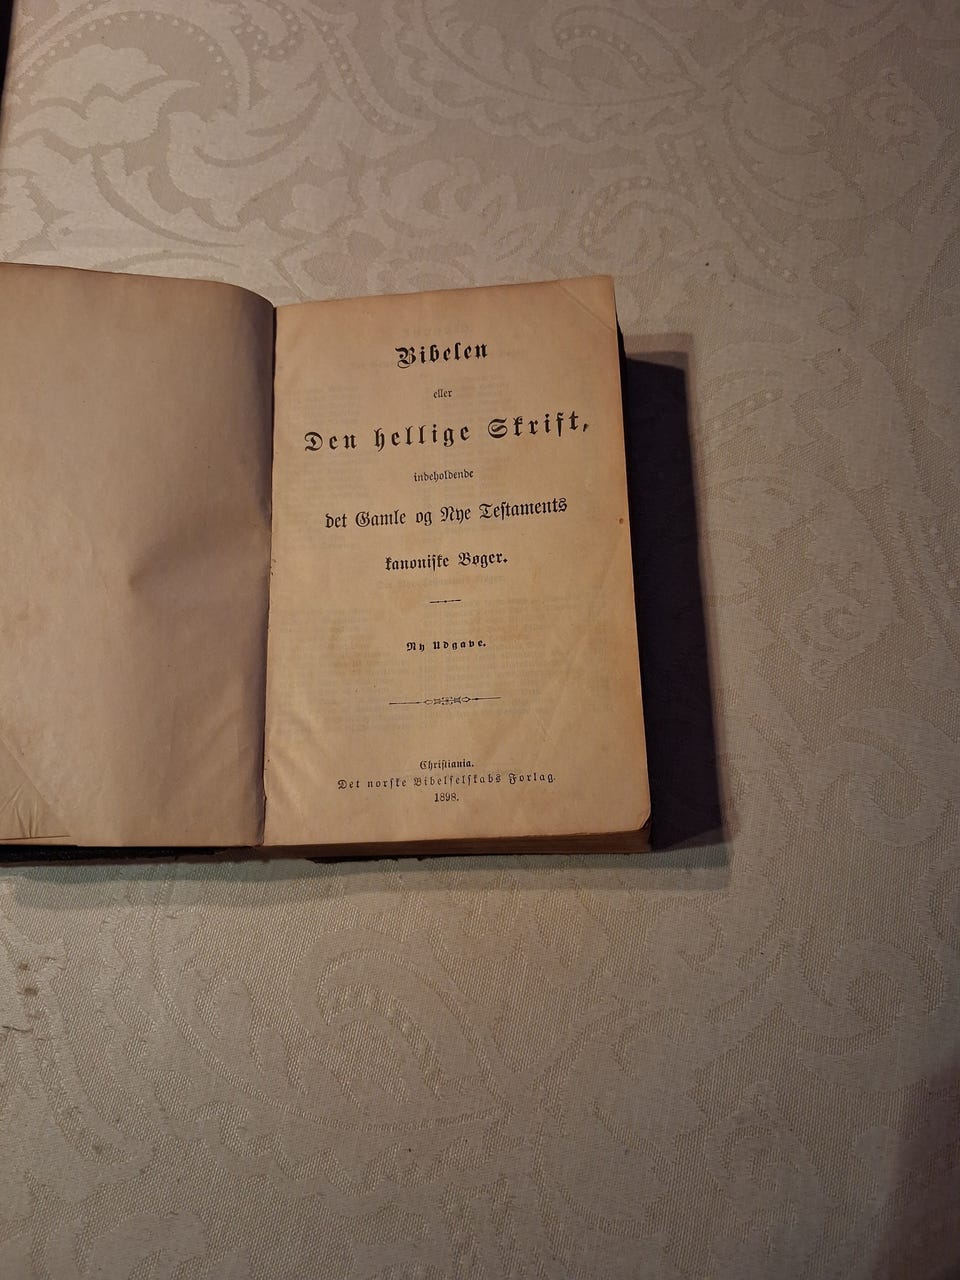 Bibelen
eller
Den hellige Skrift,
indeholdende
det Gamle og Nye Testaments
kanoniske Bøger.
Ny Udgave.
Christiania.
Det norske Bibelselskabs Forlag.
1898.